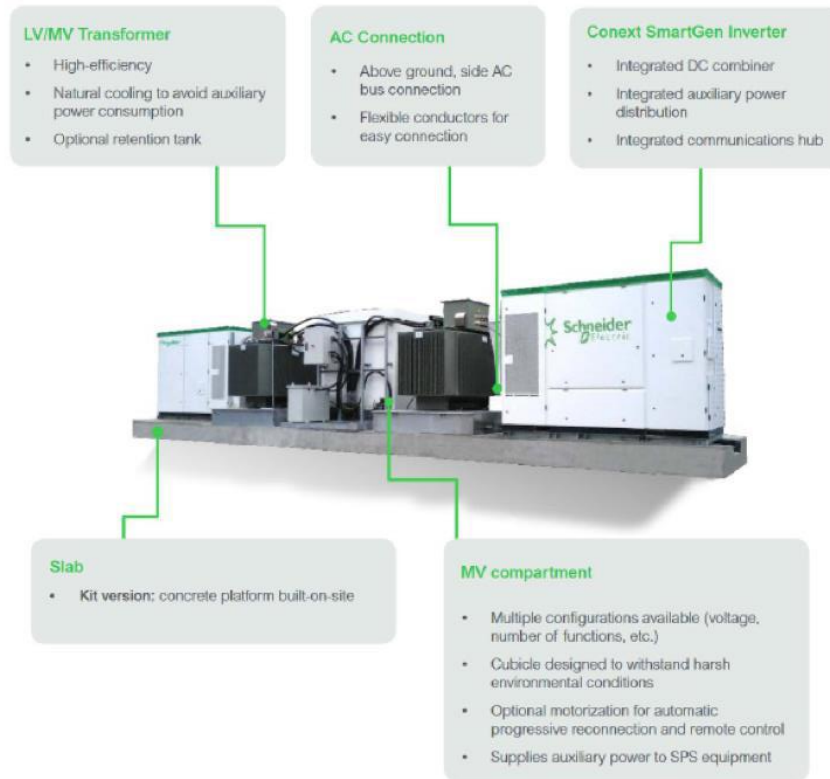 LV/MV Transformer
• High-efficiency
• Natural cooling to avoid auxiliary
power consumption
• Optional retention tank
AC Connection
• Above ground, side AC
bus connection
• Flexible conductors for
easy connection
Conext SmartGen Inverter
• Integrated DC combiner
• Integrated auxiliary power
distribution
• Integrated communications hub
Schneider
Electric
Slab
• Kit version: concrete platform built-on-site
MV compartment
• Multiple configurations available (voltage,
number of functions, etc.)
• Cubicle designed to withstand harsh
environmental conditions
• Optional motorization for automatic
progressive reconnection and remote control
• Supplies auxiliary power to SPS equipment